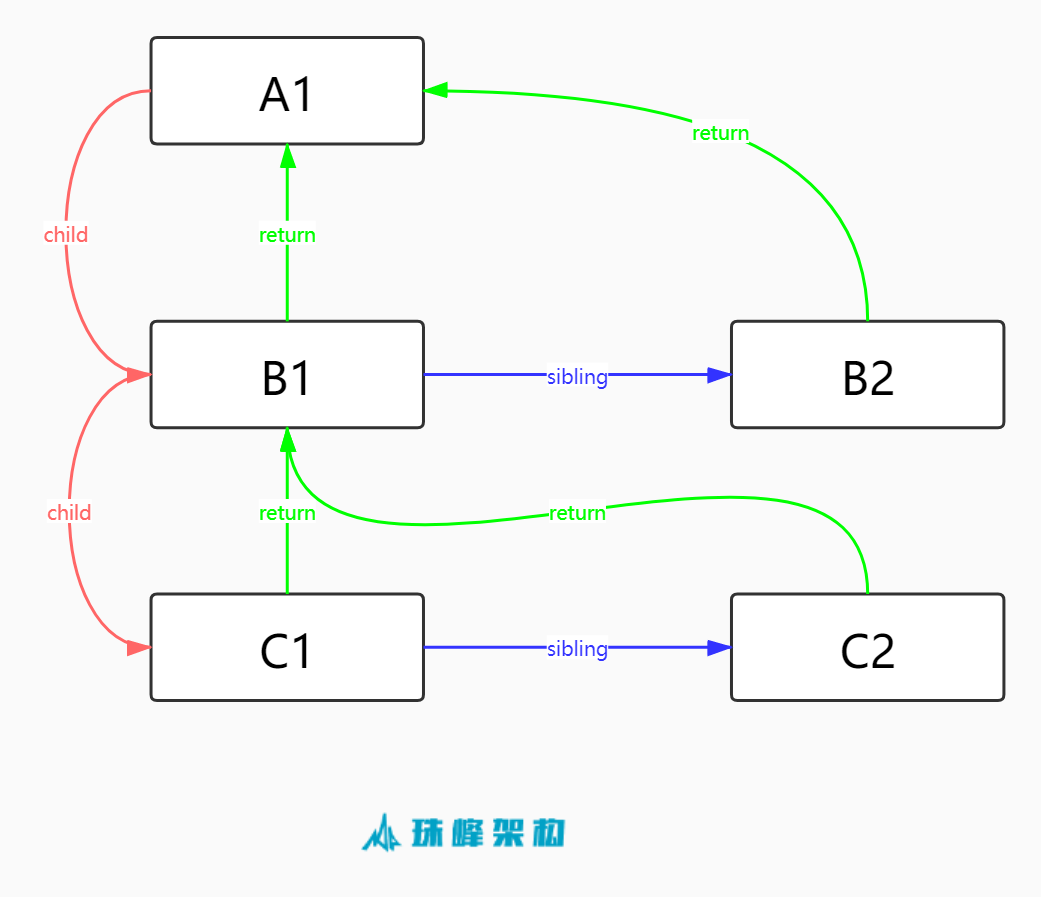 A1
return
child
return
B1
sibling
B2
child
return
return
C1
sibling
C2
珠峰架构